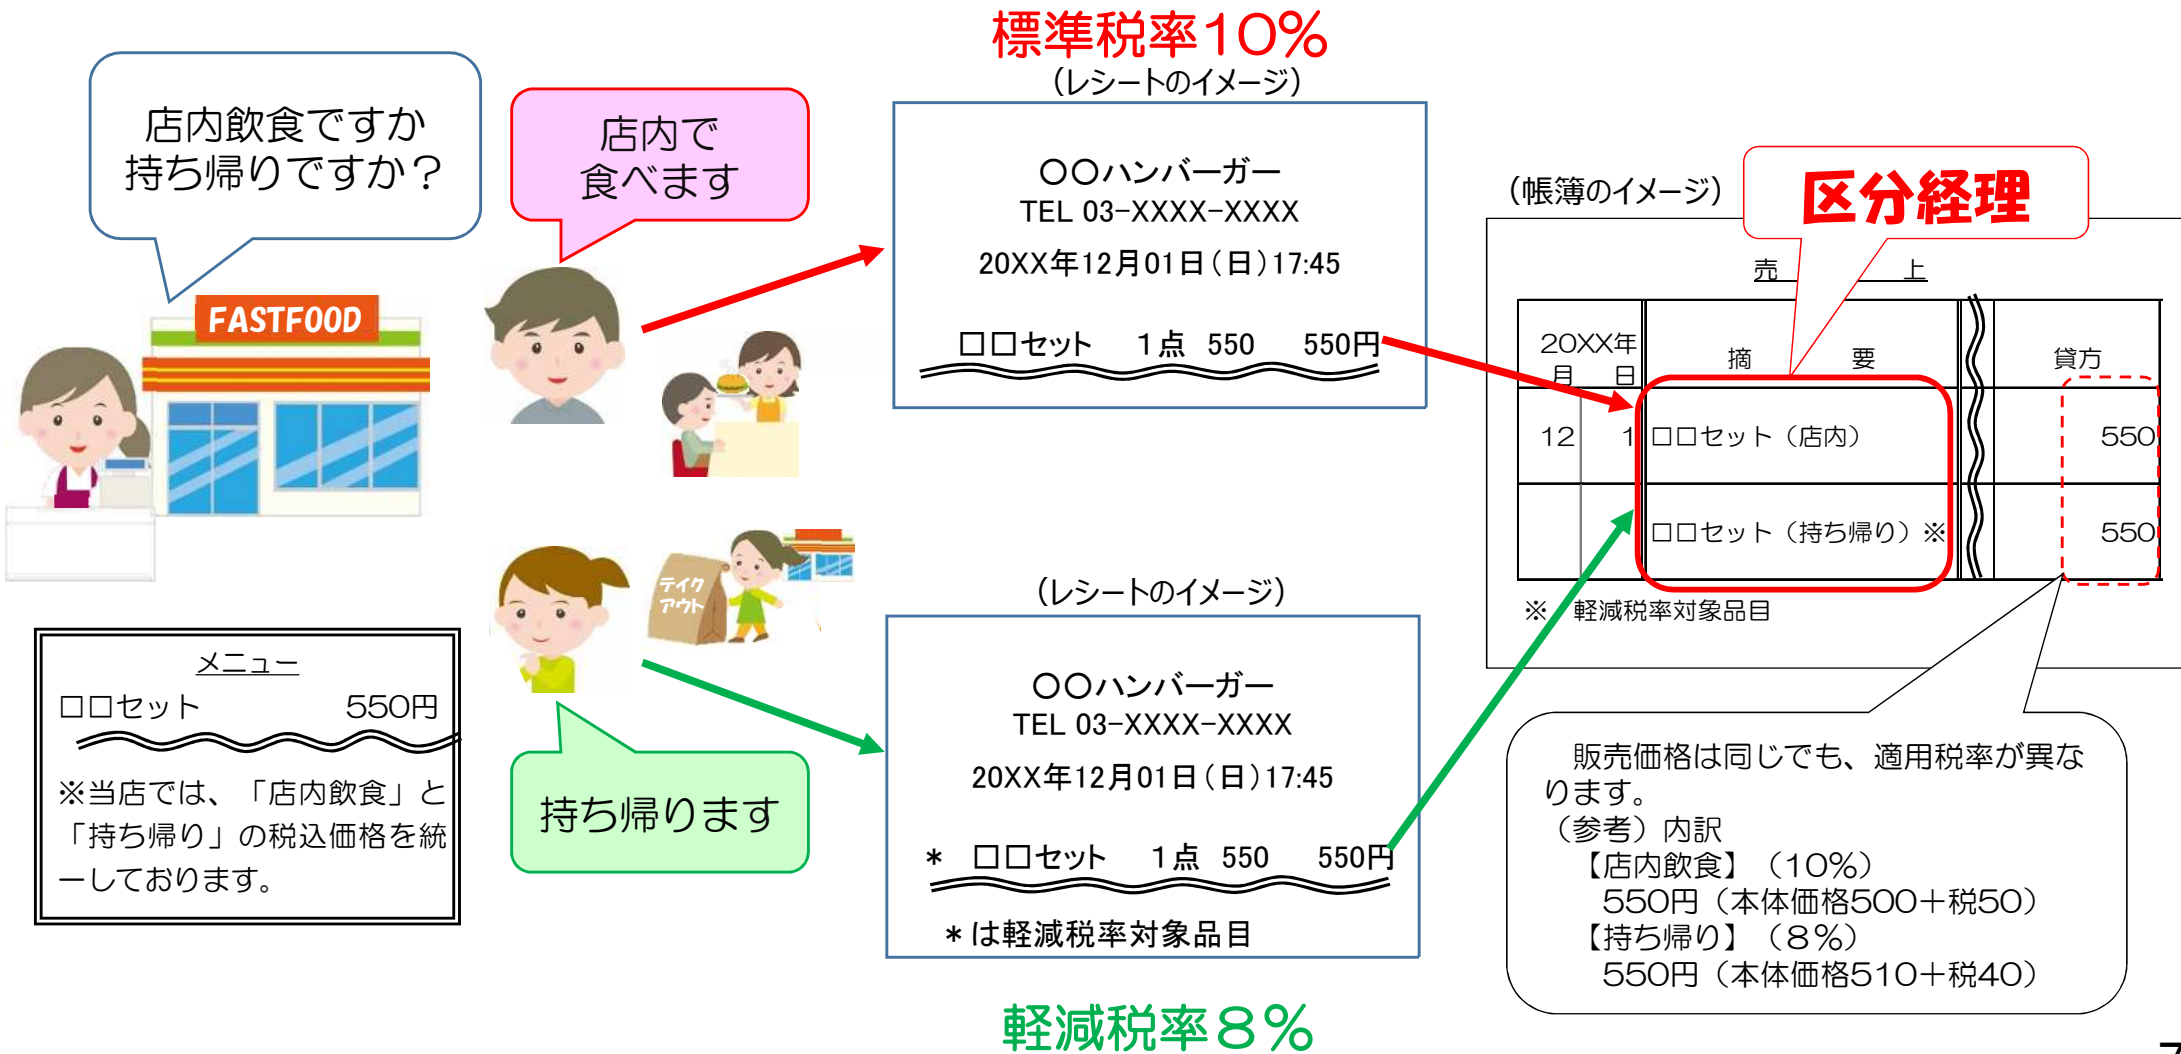 標準税率10%
(レシートのイメージ)
店内飲食ですか
持ち帰りですか?
店内で
食べます
〇〇ハンバーガー
TEL 03-XXXX-XXXX
20XX年12月01日(日)17:45
□□セット 1点 550 550円
FASTFOOD
(帳簿のイメージ)
区分経理
売 上
20XX年
月 日
摘 要
貸方
12 1 □□セット(店内) 550
□□セット(持ち帰り)※ 550
※ 軽減税率対象品目
テイク
アウト
メニュー
□□セット 550円
※当店では、「店内飲食」と
「持ち帰り」の税込価格を統
一しております。
持ち帰ります
(レシートのイメージ)
〇〇ハンバーガー
TEL 03-XXXX-XXXX
20XX年12月01日(日)17:45
* □□セット 1点 550 550円
*は軽減税率対象品目
軽減税率8%
販売価格は同じでも、適用税率が異な
ります。
(参考)内訳
【店内飲食】(10%)
550円(本体価格500+税50)
【持ち帰り】(8%)
550円(本体価格510+税40)